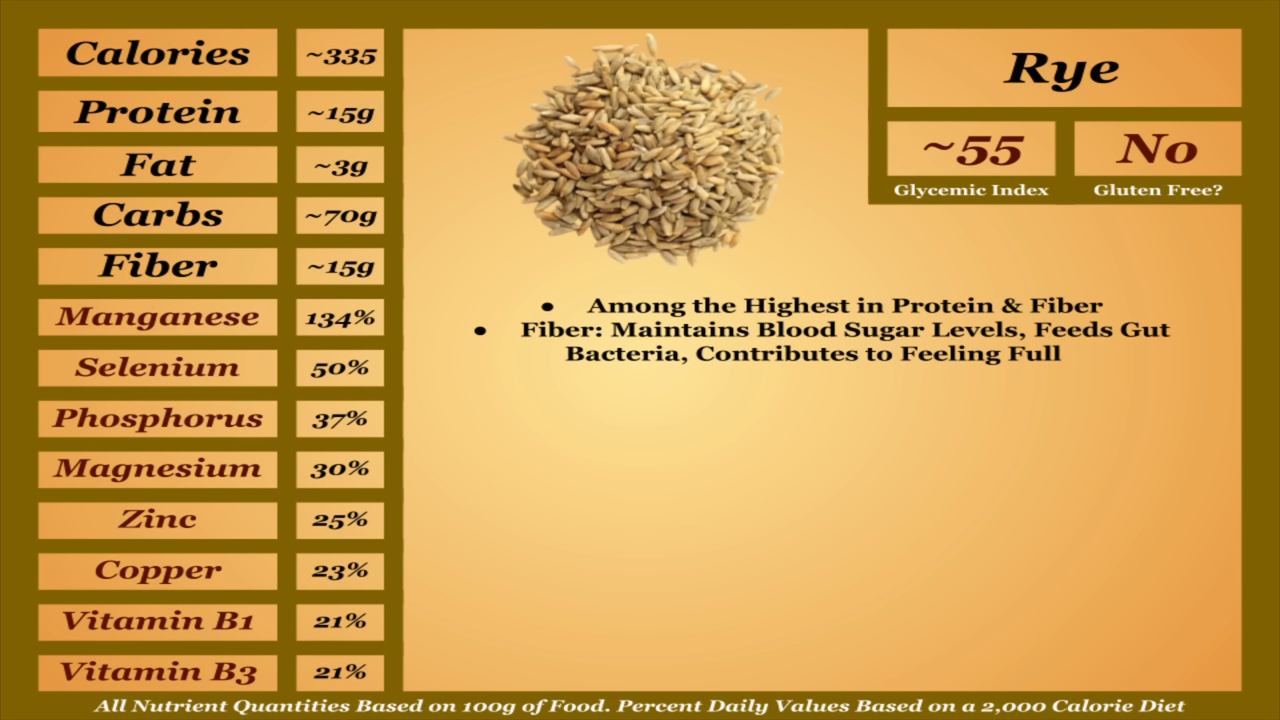 Calories ~335
Protein ~15g
Fat ~3g
Carbs ~70g
Fiber ~15g
Manganese 134%
Selenium 50%
Phosphorus 37%
Magnesium 30%
Zinc 25%
Copper 23%
Vitamin B1 21%
Vitamin B3 21%
Rye
~55 No
Glycemic Index Gluten Free?
● Among the Highest in Protein & Fiber
● Fiber: Maintains Blood Sugar Levels, Feeds Gut
Bacteria, Contributes to Feeling Full
All Nutrient Quantities Based on 100g of Food. Percent Daily Values Based on a 2,000 Calorie Diet